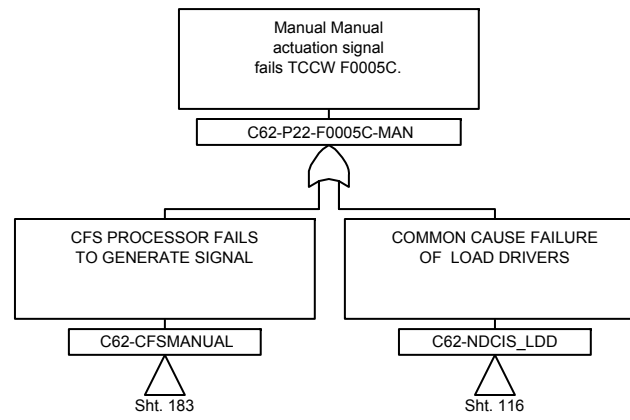 Manual Manual
actuation signal
fails TCCW F0005C.
C62-P22-F0005C-MAN
CFS PROCESSOR FAILS
TO GENERATE SIGNAL
C62-CFSMANUAL
Sht. 183
COMMON CAUSE FAILURE
OF LOAD DRIVERS
C62-NDCIS_LDD
Sht. 116